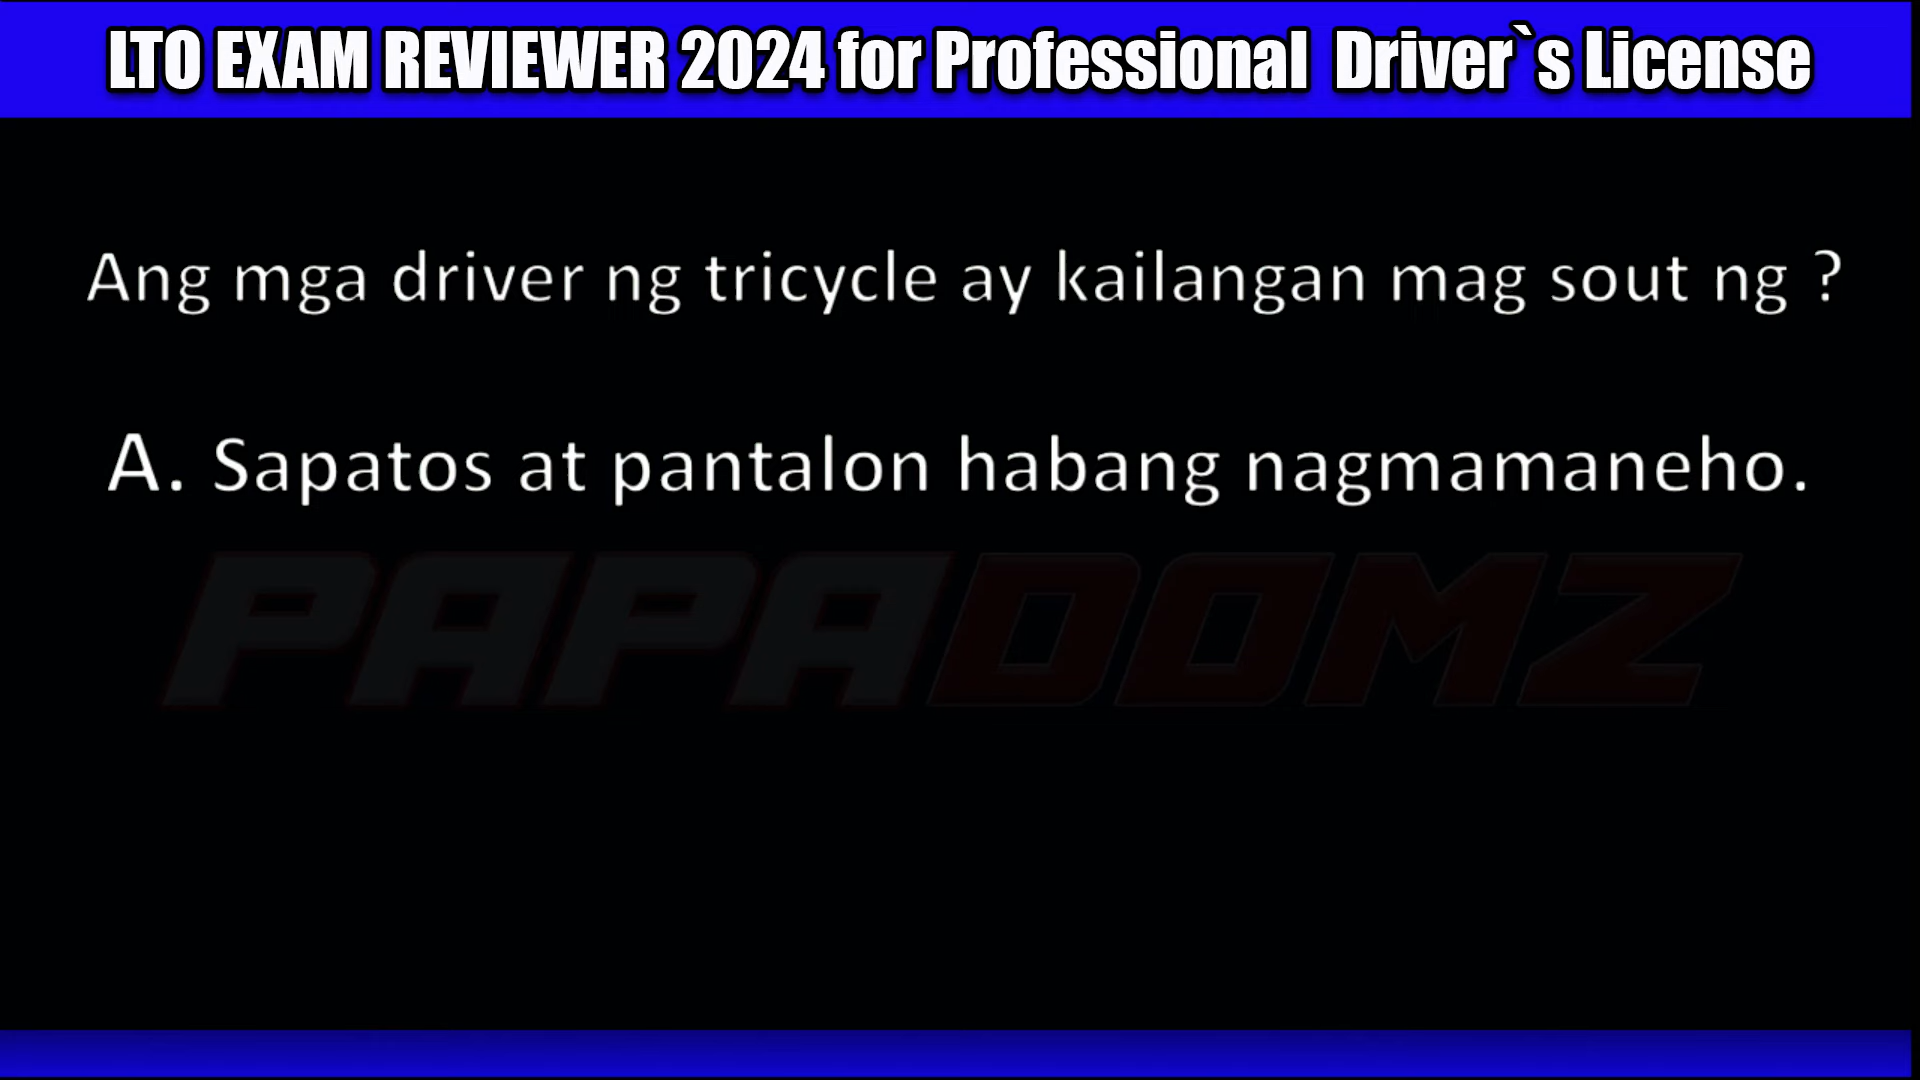 LTO EXAM REVIEWER 2024 for Professional Driver`s License
Ang mga driver ng tricycle ay kailangan mag sout ng ?
A. Sapatos at pantalon habang nagmamaneho.
PAPADOMZ